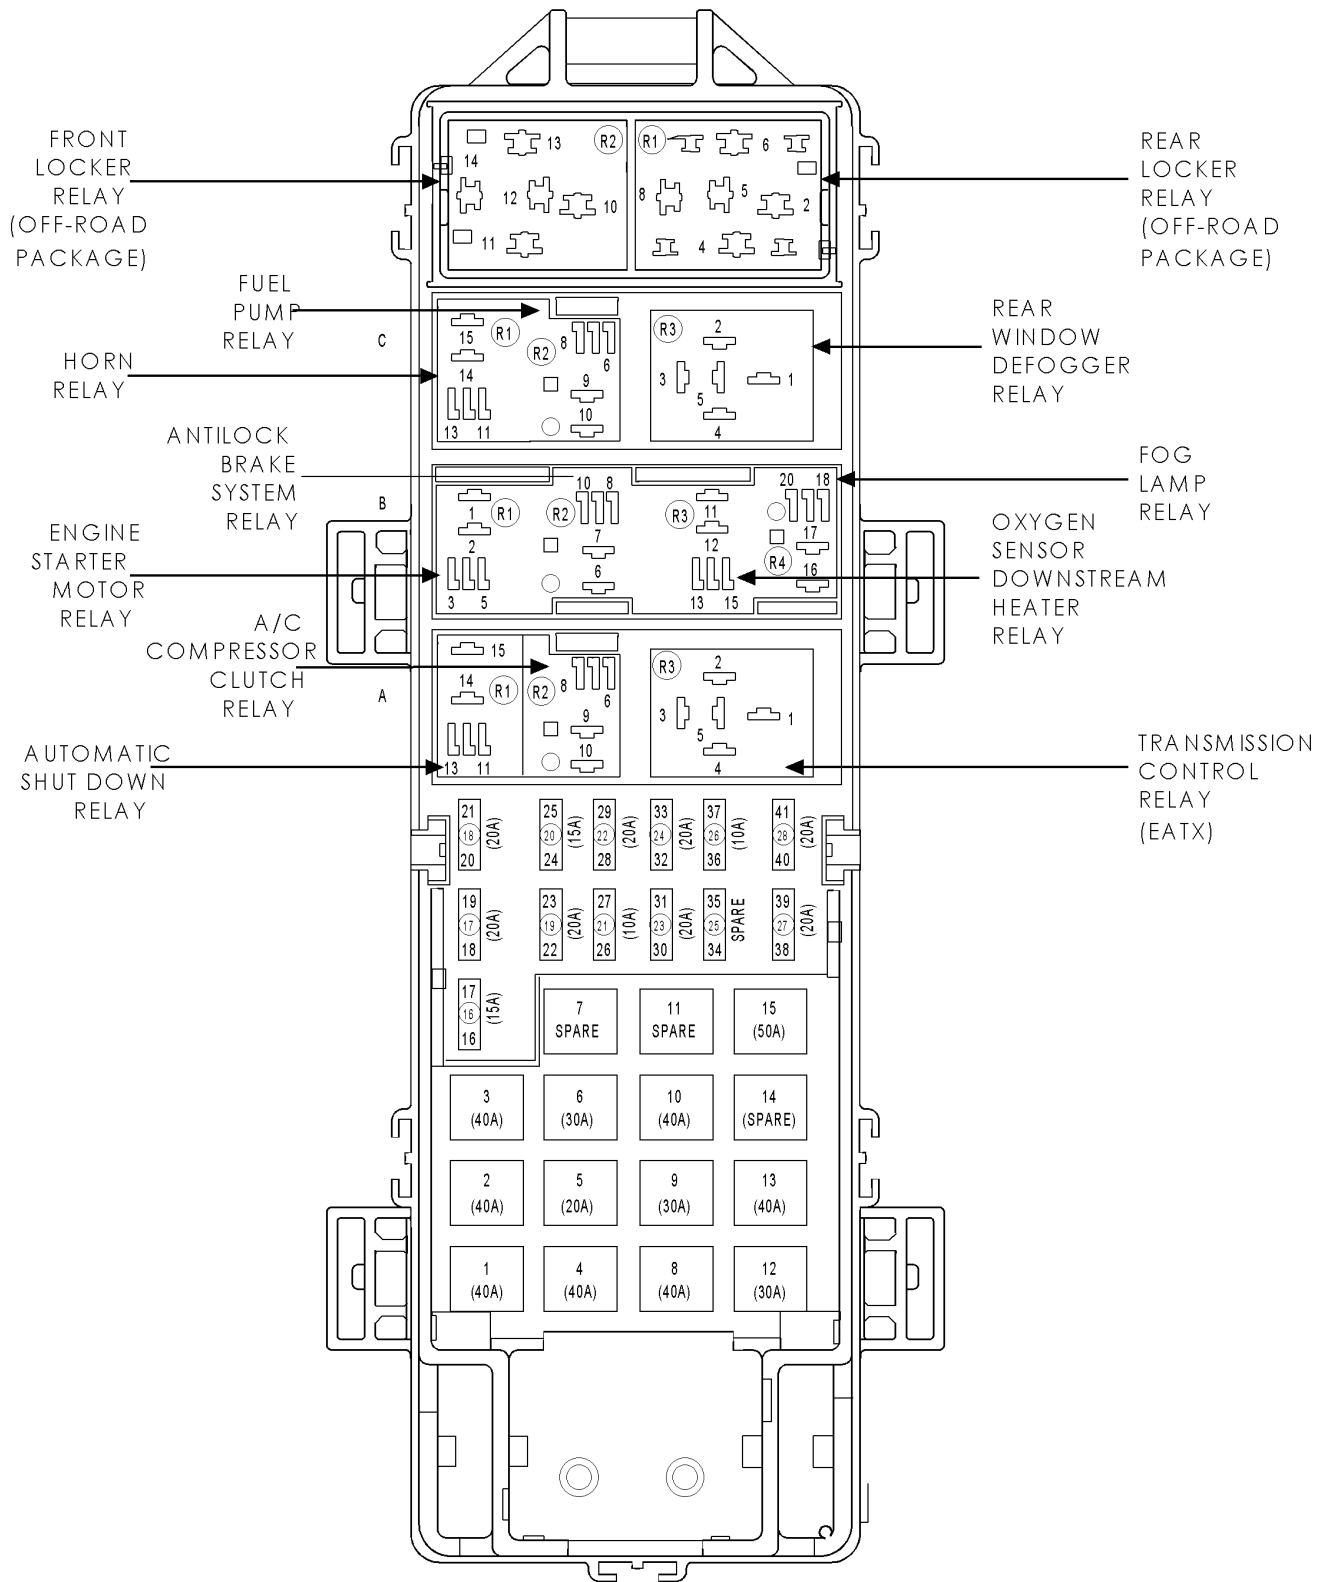 FRONT
LOCKER
RELAY
(OFF-ROAD
PACKAGE)
REAR
LOCKER
RELAY
(OFF-ROAD
PACKAGE)
14
13
R2
R1
6
12
10
8
5
2
11
4
FUEL
PUMP
RELAY
HORN
RELAY
C
15
R1
14
13
11
R2
8
6
9
10
R3
2
3
1
5
4
REAR
WINDOW
DEFOGGER
RELAY
ANTILOCK
BRAKE
SYSTEM
RELAY
FOG
LAMP
RELAY
ENGINE
STARTER
MOTOR
RELAY
B
1
R1
2
3
5
R2
10 8
7
6
R3
11
12
13
15
20 18
17
R4
16
OXYGEN
SENSOR
DOWNSTREAM
HEATER
RELAY
A/C
COMPRESSOR
CLUTCH
RELAY
A
15
14
R1
13
11
R2
8
6
9
10
R3
2
3
1
5
4
AUTOMATIC
SHUT DOWN
RELAY
TRANSMISSION
CONTROL
RELAY
(EATX)
21
18
20
(20A)
25
20
24
(15A)
29
22
28
(20A)
33
24
32
(20A)
37
26
36
(10A)
41
28
40
(20A)
19
17
18
(20A)
23
19
22
(20A)
27
21
26
(10A)
31
23
30
(20A)
35
25
34
SPARE
39
27
38
(20A)
17
16
16
(15A)
7
SPARE
11
SPARE
15
(50A)
3
(40A)
6
(30A)
10
(40A)
14
(SPARE)
2
(40A)
5
(20A)
9
(30A)
13
(40A)
1
(40A)
4
(40A)
8
(40A)
12
(30A)